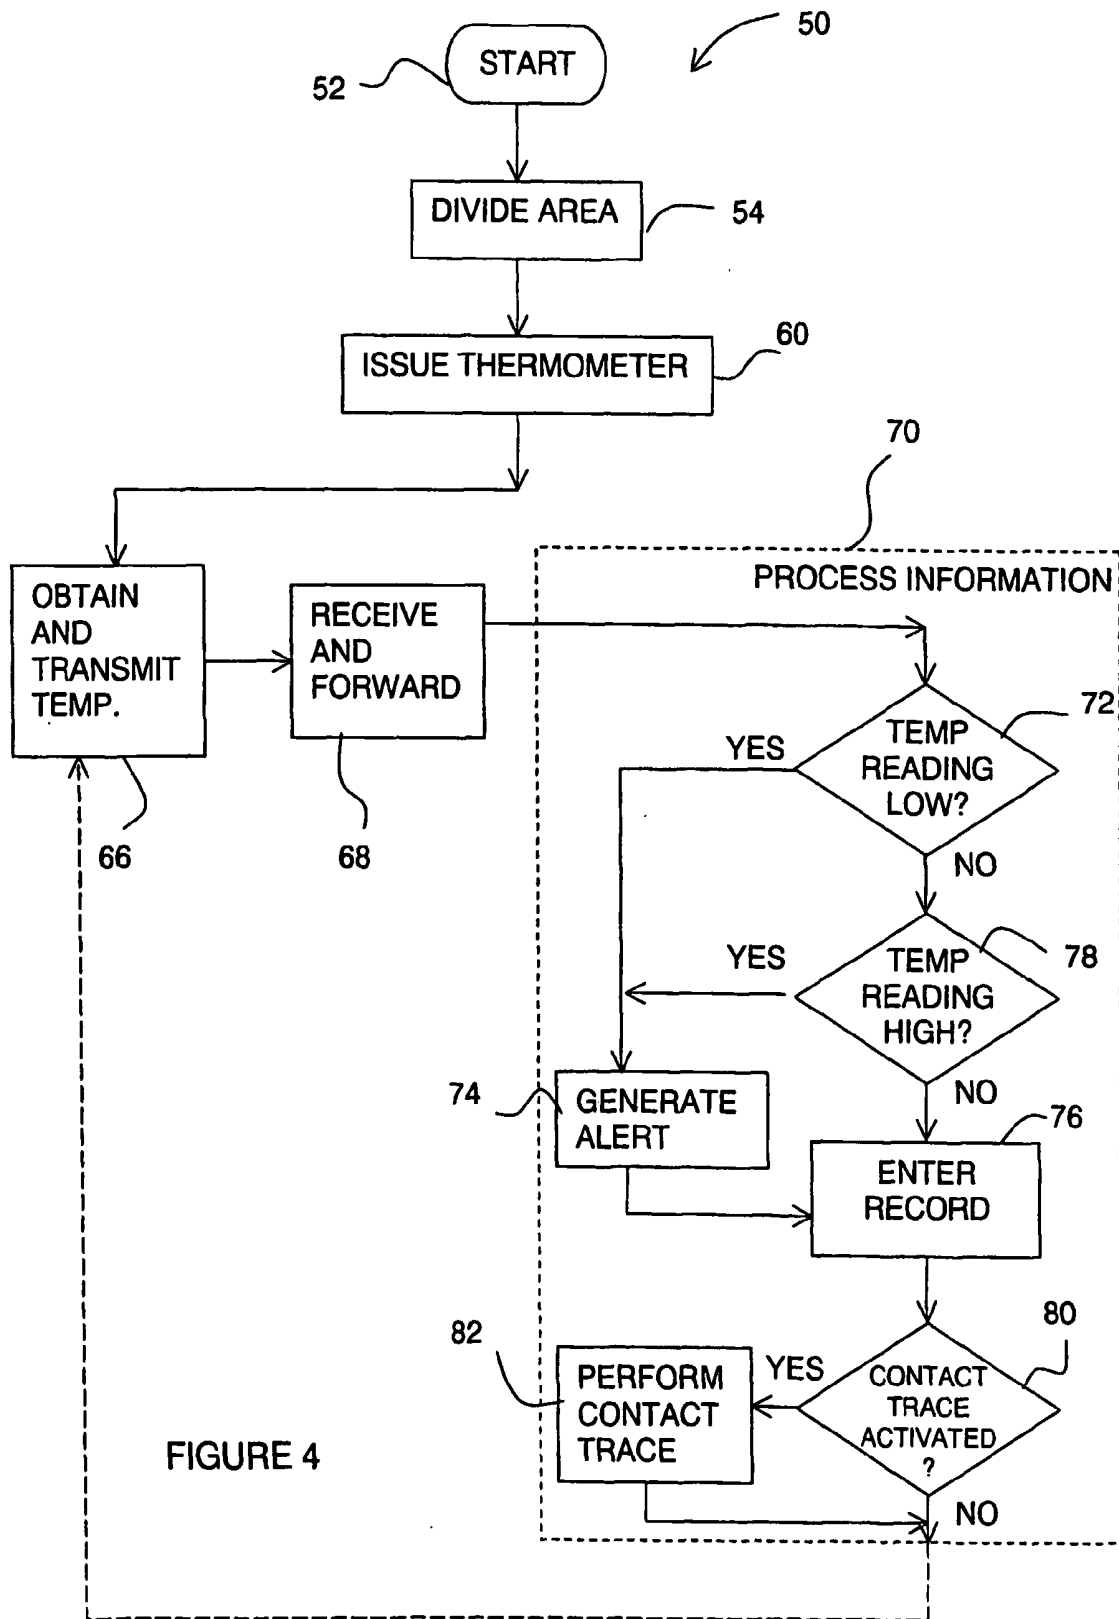 50
START
52
DIVIDE AREA
54
60
ISSUE THERMOMETER
70
PROCESS INFORMATION
OBTAIN
AND
TRANSMIT
TEMP.
RECEIVE
AND
FORWARD
66
68
72
TEMP
READING
LOW?
YES
NO
78
TEMP
READING
HIGH?
YES
NO
74
GENERATE
ALERT
76
ENTER
RECORD
80
CONTACT
TRACE
ACTIVATED
?
YES
NO
82
PERFORM
CONTACT
TRACE
FIGURE 4